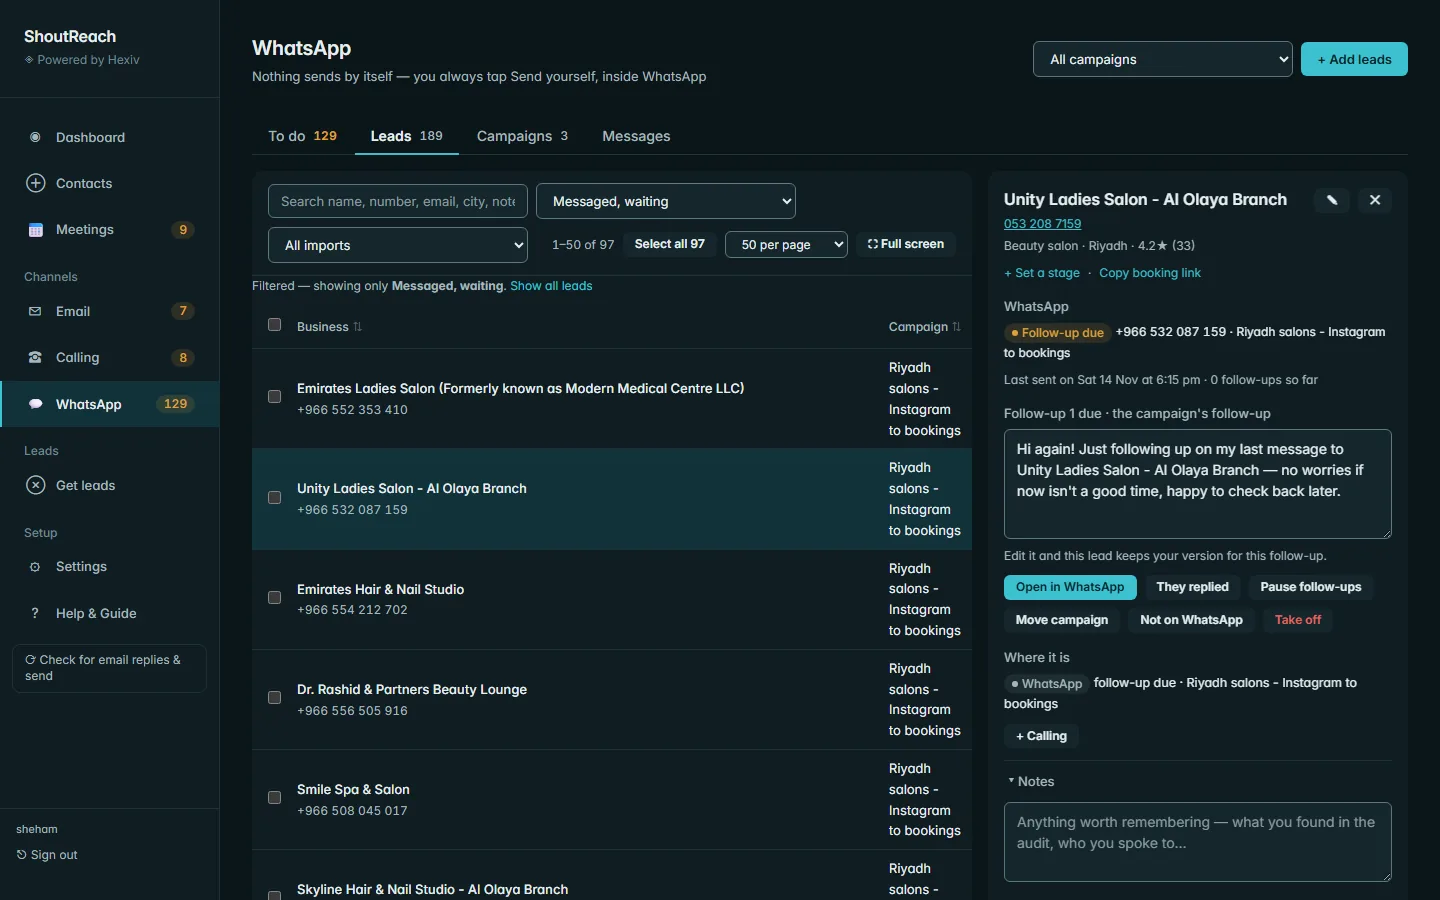 ShoutReach
Powered by Hexiv
Dashboard
Contacts
Meetings 9
Channels
Email 7
Calling 8
WhatsApp 129
Leads
Get leads
Setup
Settings
? Help & Guide
Check for email replies &
send
sheham
Sign out
WhatsApp
Nothing sends by itself — you always tap Send yourself, inside WhatsApp
All campaigns
+ Add leads
To do 129 Leads 189 Campaigns 3 Messages
Search name, number, email, city, note
Messaged, waiting
All imports
1–50 of 97
Select all 97
50 per page
Full screen
Filtered — showing only Messaged, waiting. Show all leads
Business Campaign
Emirates Ladies Salon (Formerly known as Modern Medical Centre LLC)
+966 552 353 410
Riyadh
salons -
Instagram
to bookings
Unity Ladies Salon - Al Olaya Branch
+966 532 087 159
Riyadh
salons -
Instagram
to bookings
Emirates Hair & Nail Studio
+966 554 212 702
Riyadh
salons -
Instagram
to bookings
Dr. Rashid & Partners Beauty Lounge
+966 556 505 916
Riyadh
salons -
Instagram
to bookings
Smile Spa & Salon
+966 508 045 017
Riyadh
salons -
Instagram
to bookings
Skyline Hair & Nail Studio - Al Olaya Branch
Riyadh
salons -
Unity Ladies Salon - Al Olaya Branch
053 208 7159
Beauty salon · Riyadh · 4.2★ (33)
+ Set a stage · Copy booking link
WhatsApp
Follow-up due +966 532 087 159 · Riyadh salons - Instagram
to bookings
Last sent on Sat 14 Nov at 6:15 pm · 0 follow-ups so far
Follow-up 1 due · the campaign's follow-up
Hi again! Just following up on my last message to
Unity Ladies Salon - Al Olaya Branch — no worries if
now isn't a good time, happy to check back later.
Edit it and this lead keeps your version for this follow-up.
Open in WhatsApp They replied Pause follow-ups
Move campaign Not on WhatsApp Take off
Where it is
WhatsApp follow-up due · Riyadh salons - Instagram to
bookings
+ Calling
Notes
Anything worth remembering — what you found in the
audit, who you spoke to...